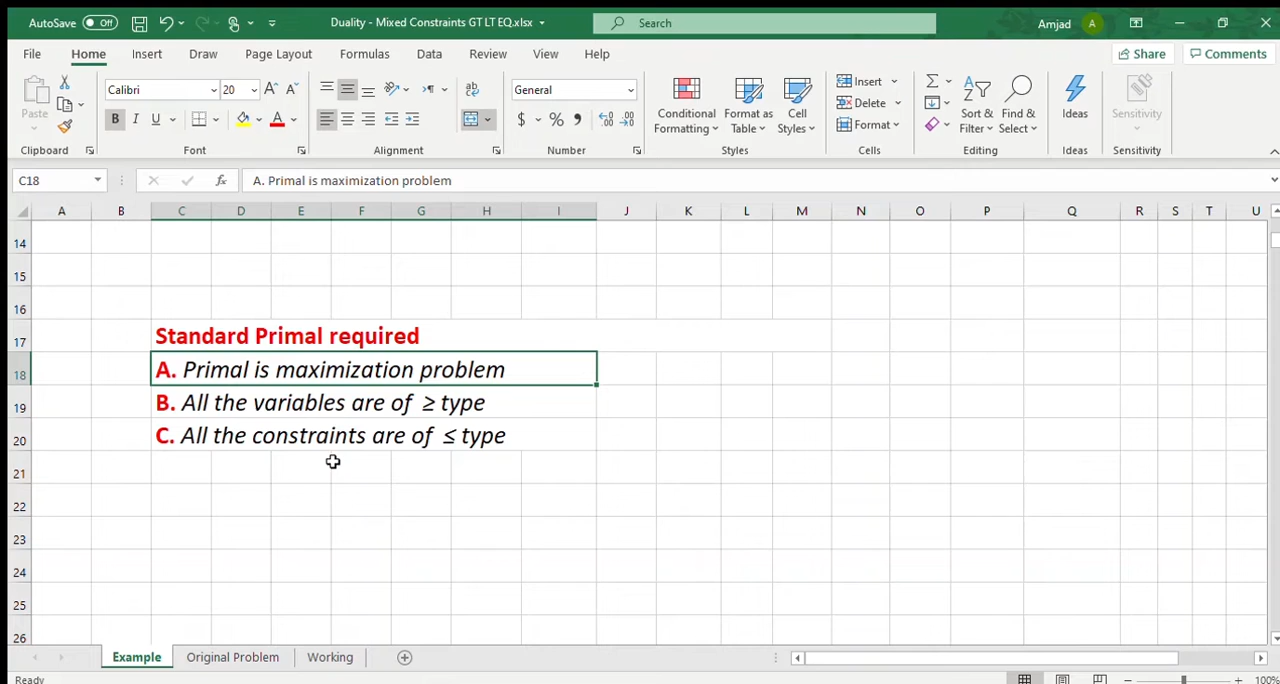 AutoSave Off Duality - Mixed Constraints GT LT EQ.xlsx Search Amjad A
File Home Insert Draw Page Layout Formulas Data Review View Help Share Comments
Calibri 20 General Insert
Paste Conditional Format as Cell Delete Sort & Find & Ideas Sensitivity
B I U A $ % Formatting Table Styles Format Filter Select
Clipboard Font Alignment Number Styles Cells Editing Ideas Sensitivity
C18 fx A. Primal is maximization problem
A B C D E F G H I J K L M N O P Q R S T U
14
15
16
17 Standard Primal required
18 A. Primal is maximization problem
19 B. All the variables are of ≥ type
20 C. All the constraints are of ≤ type
21
22
23
24
25
26
Example Original Problem Working
Ready 100%